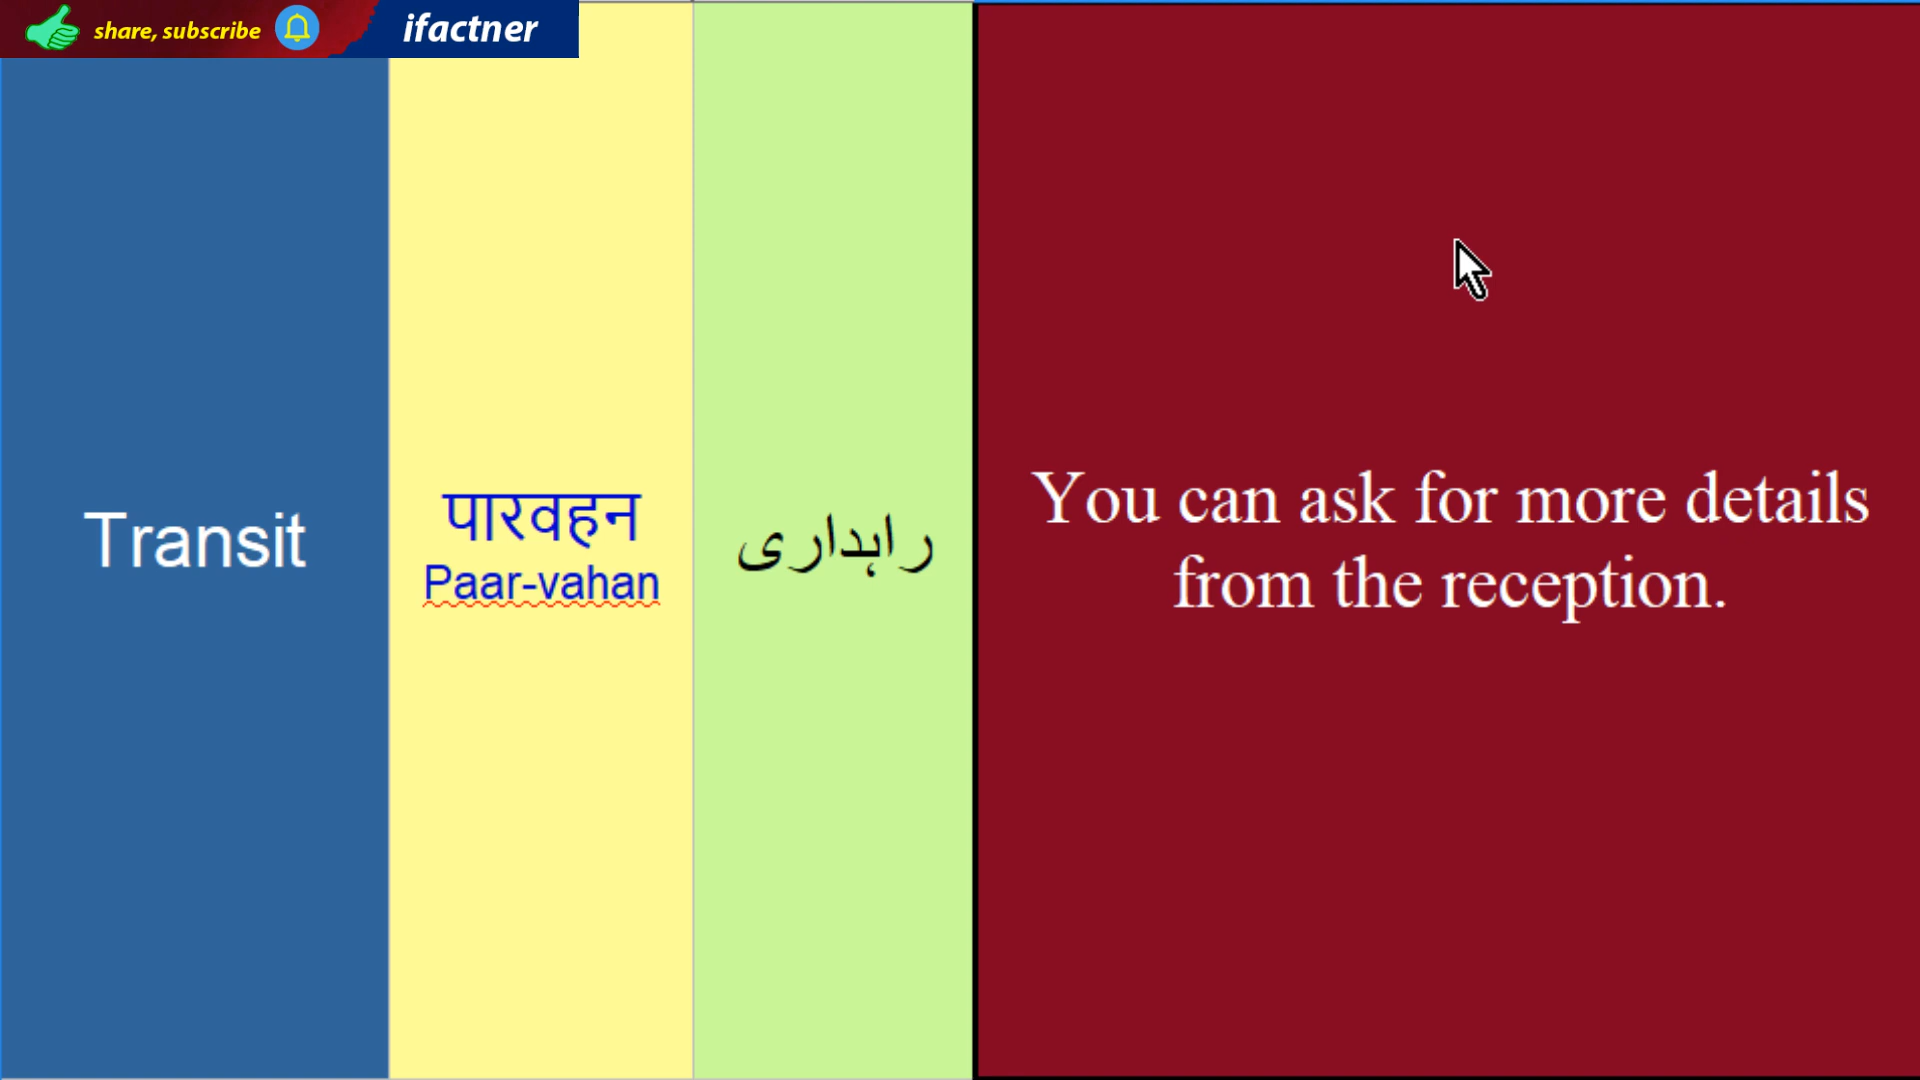 share, subscribe
ifactner
Transit
पारवहन
Paar-vahan
راہداری
You can ask for more details
from the reception.